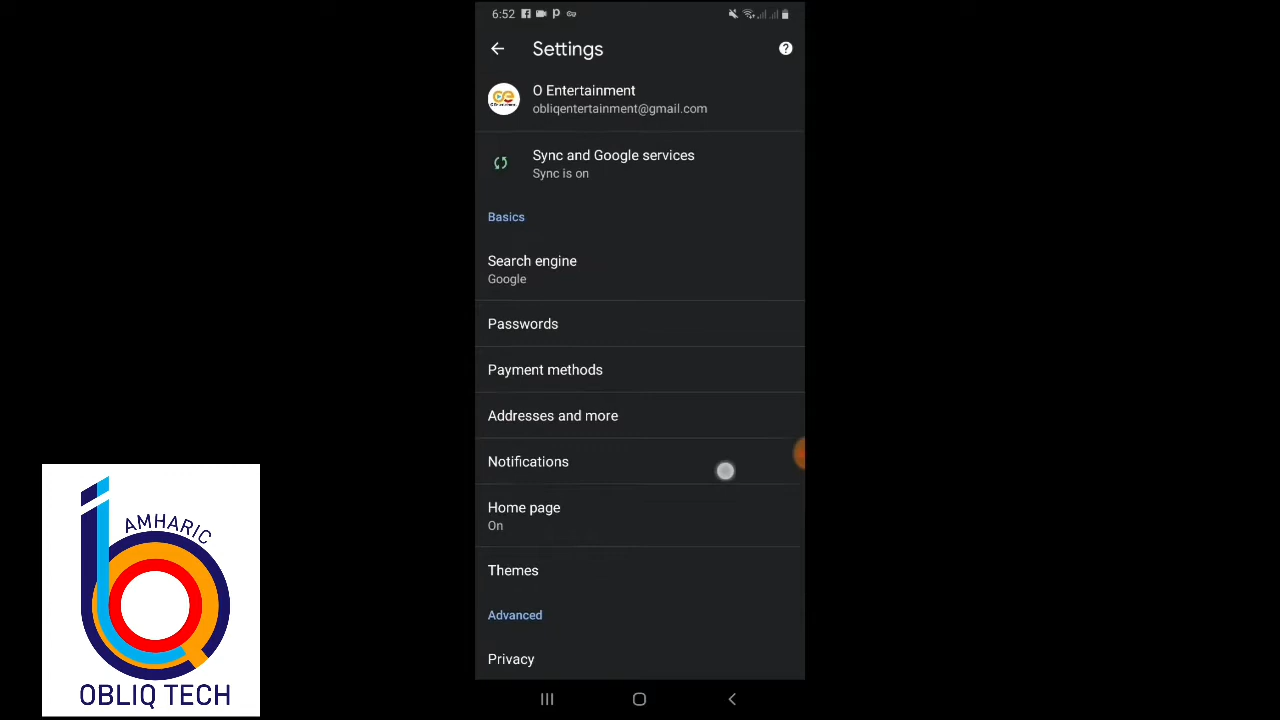 6:52
Settings
O Entertainment
obliqentertainment@gmail.com
Sync and Google services
Sync is on
Basics
Search engine
Google
Passwords
Payment methods
Addresses and more
Notifications
Home page
On
Themes
Advanced
Privacy
AMHARIC
OBLIQ TECH